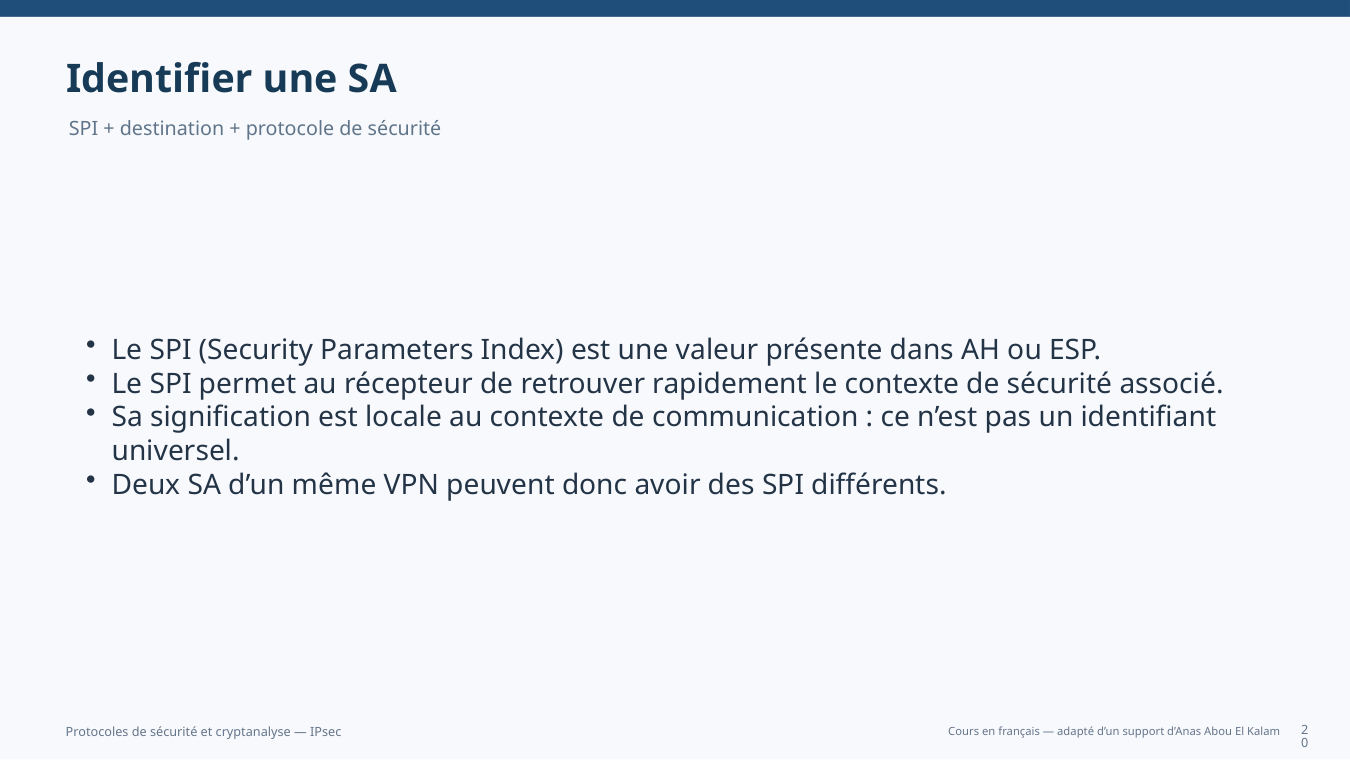 Identifier une SA
SPI + destination + protocole de sécurité
• Le SPI (Security Parameters Index) est une valeur présente dans AH ou ESP.
• Le SPI permet au récepteur de retrouver rapidement le contexte de sécurité associé.
• Sa signification est locale au contexte de communication : ce n’est pas un identifiant
universel.
• Deux SA d’un même VPN peuvent donc avoir des SPI différents.
Protocoles de sécurité et cryptanalyse — IPsec
Cours en français — adapté d’un support d’Anas Abou El Kalam
2
0